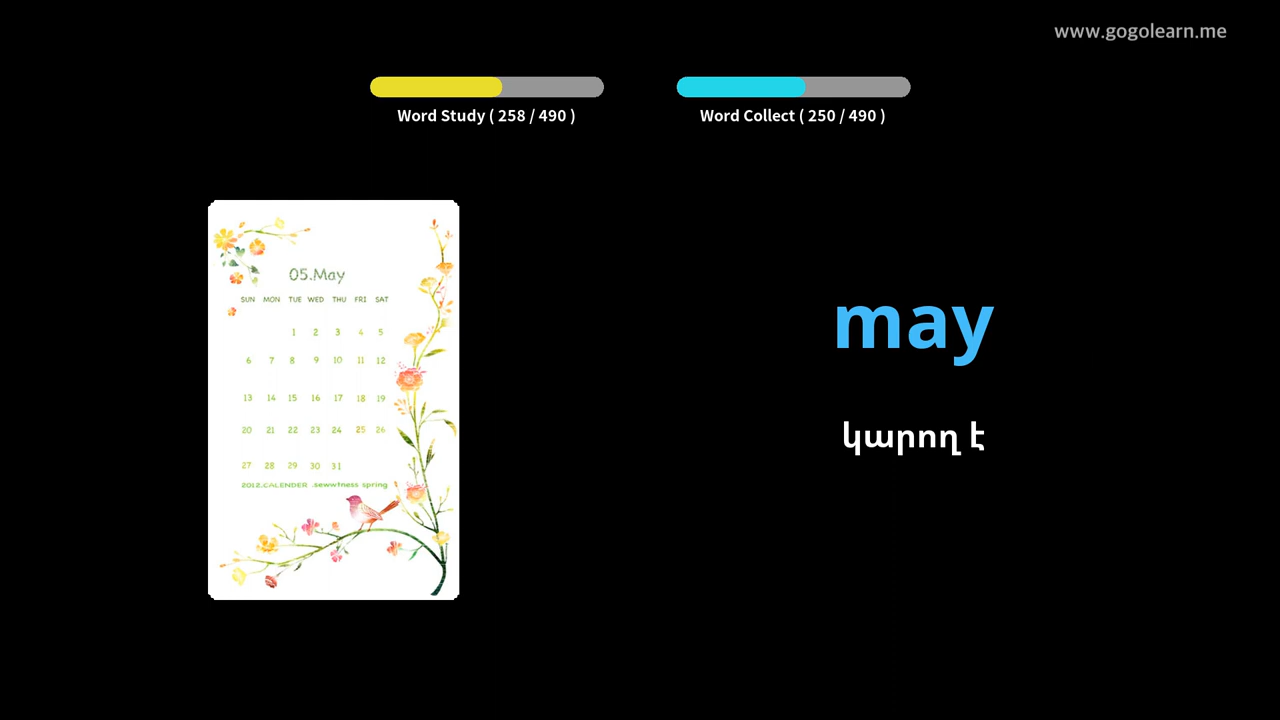 www.gogolearn.me
Word Study ( 258 / 490 )
Word Collect ( 250 / 490 )
05.May
SUN MON TUE WED THU FRI SAT
1 2 3 4 5
6 7 8 9 10 11 12
13 14 15 16 17 18 19
20 21 22 23 24 25 26
27 28 29 30 31
2012.CALENDER .sewwtness spring
may
կարող է